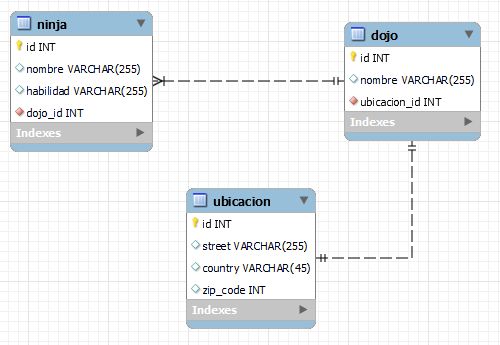 ninja
id INT
nombre VARCHAR(255)
habilidad VARCHAR(255)
dojo_id INT
Indexes
dojo
id INT
nombre VARCHAR(255)
ubicacion_id INT
Indexes
ubicacion
id INT
street VARCHAR(255)
country VARCHAR(45)
zip_code INT
Indexes